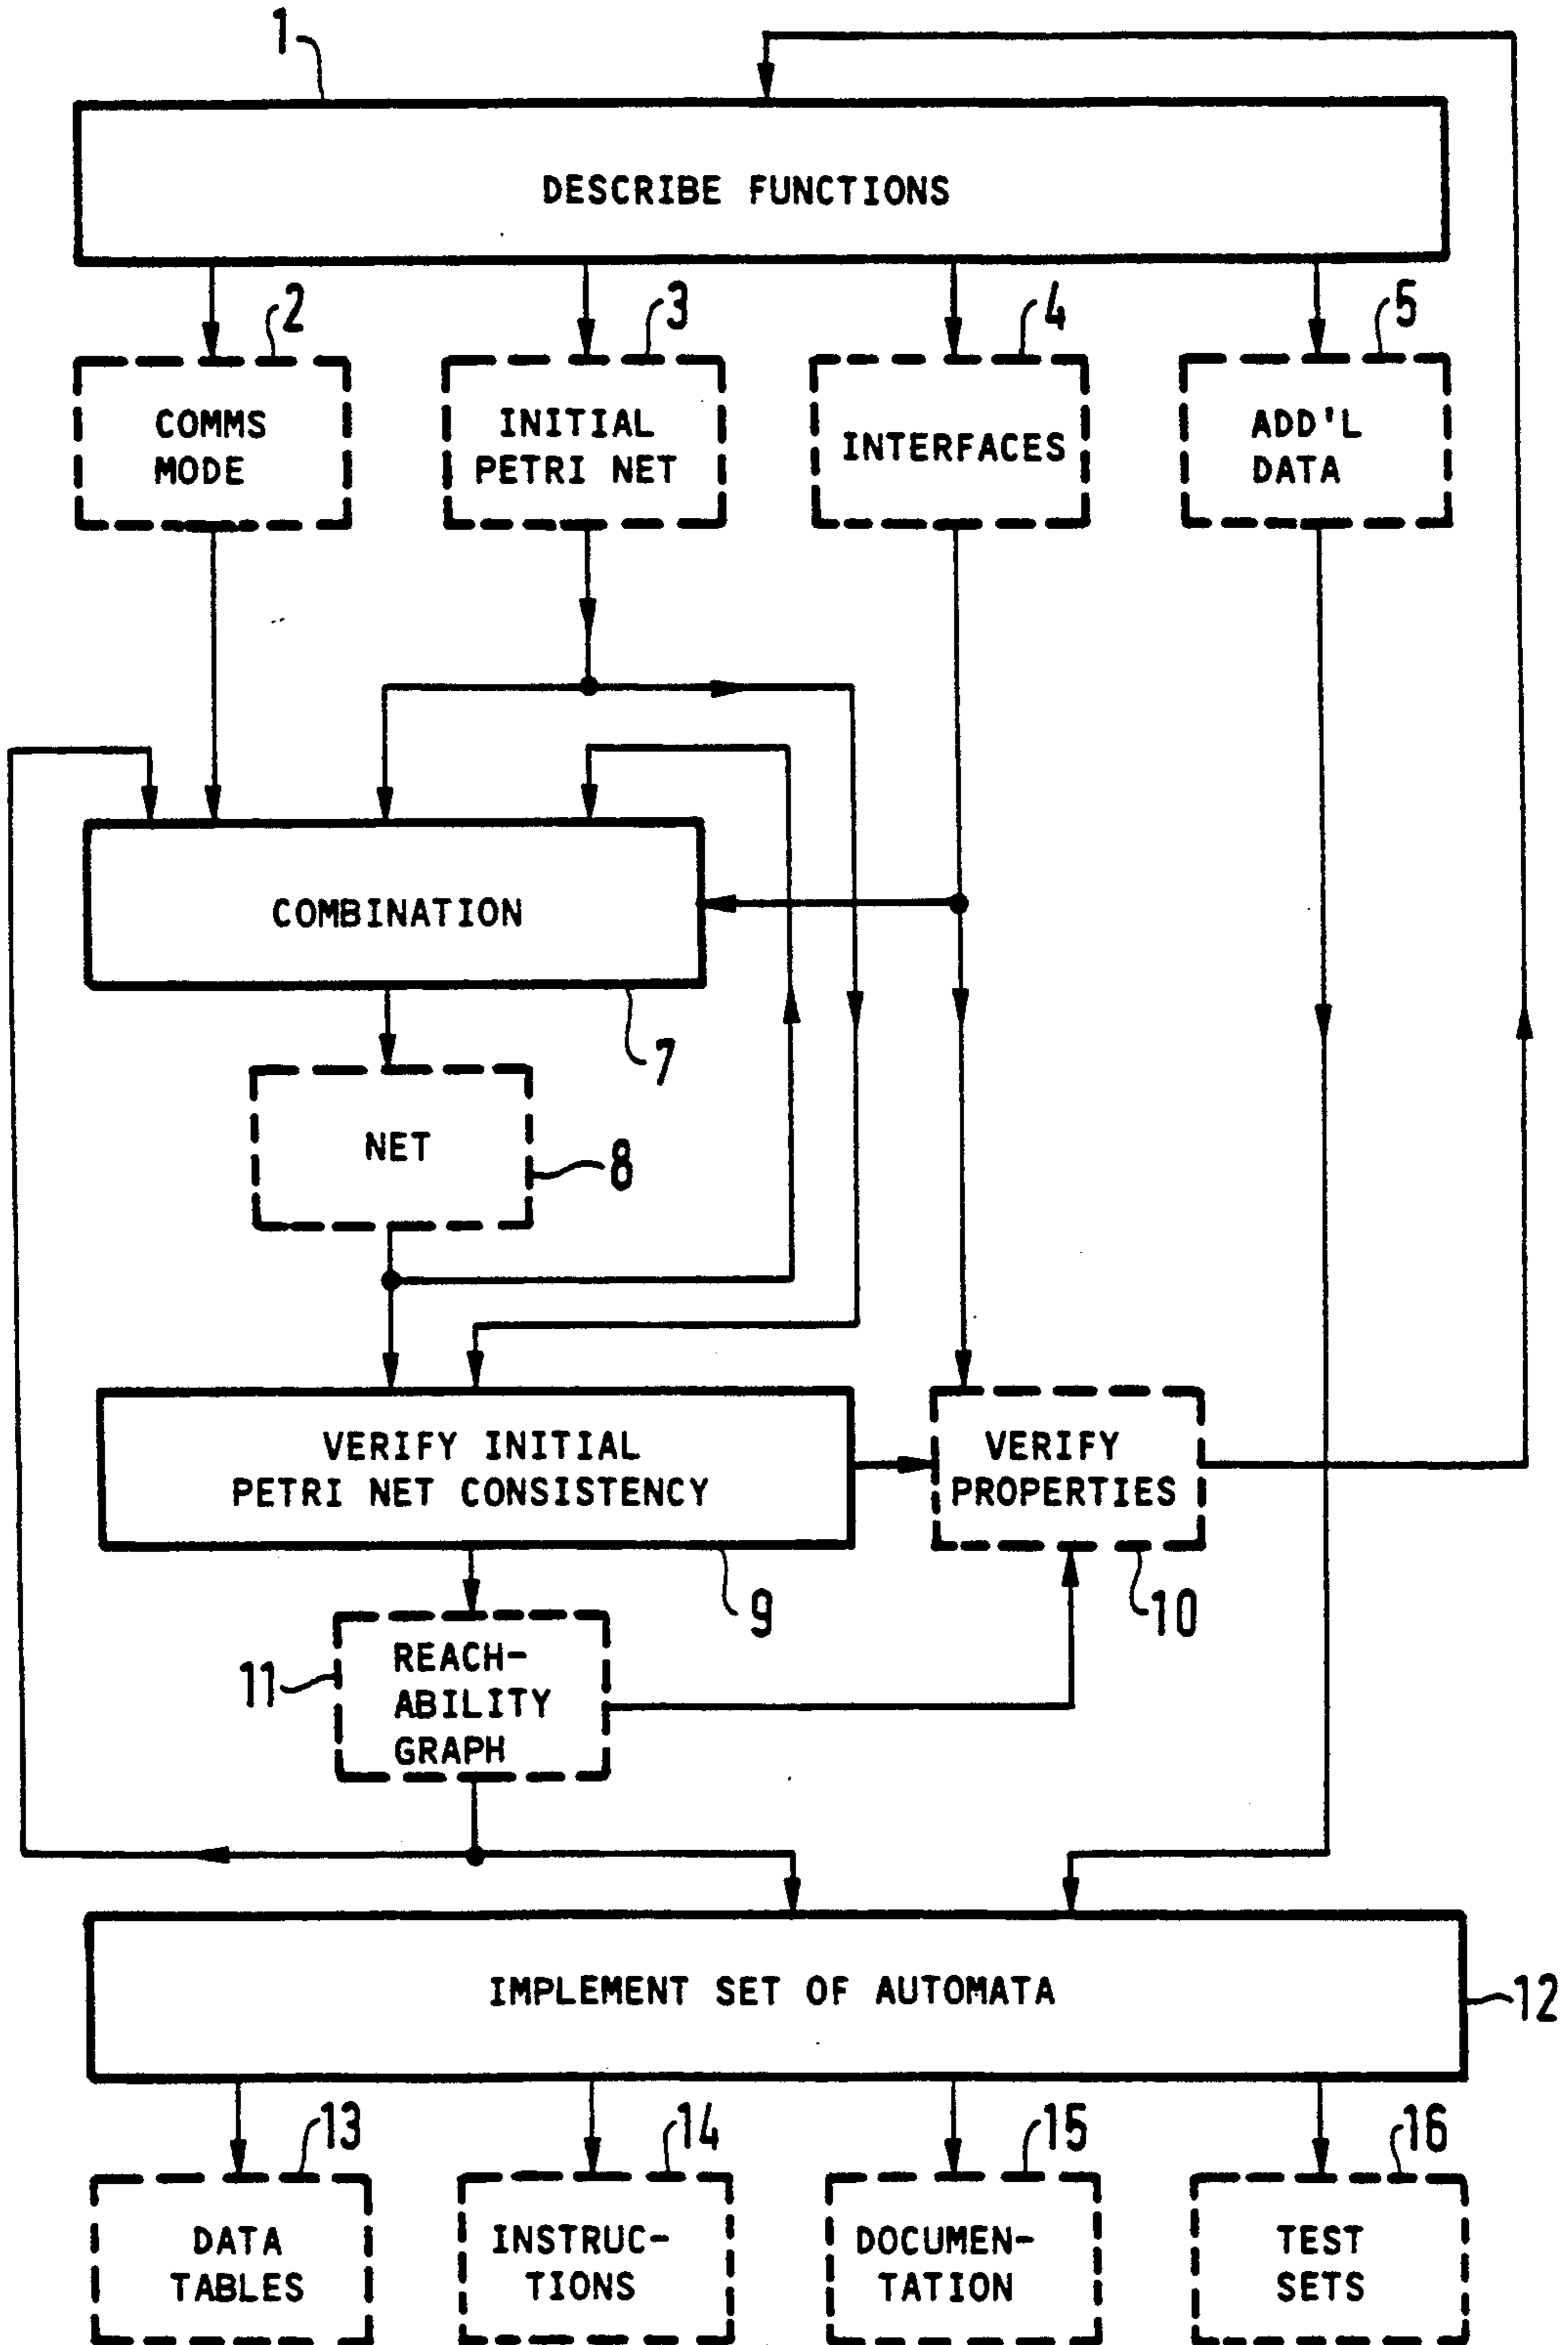 1
DESCRIBE FUNCTIONS
2
3
4
5
COMMS
MODE
INITIAL
PETRI NET
INTERFACES
ADD'L
DATA
COMBINATION
7
NET
8
VERIFY INITIAL
PETRI NET CONSISTENCY
VERIFY
PROPERTIES
9
10
11
REACH-
ABILITY
GRAPH
IMPLEMENT SET OF AUTOMATA
12
13
14
15
16
DATA
TABLES
INSTRUC-
TIONS
DOCUMEN-
TATION
TEST
SETS